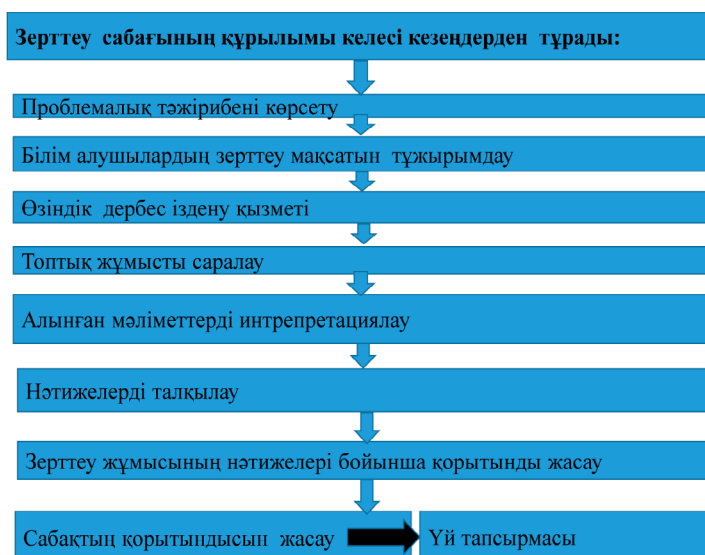 Зерттеу сабағының құрылымы келесі кезеңдерден тұрады:
Проблемалық тәжірибені көрсету
Білім алушылардың зерттеу мақсатын тұжырымдау
Өзіндік дербес іздену қызметі
Топтық жұмысты саралау
Алынған мәліметтерді интрепретациялау
Нәтижелерді талқылау
Зерттеу жұмысының нәтижелері бойынша қорытынды жасау
Сабақтың қорытындысын жасау
Үй тапсырмасы